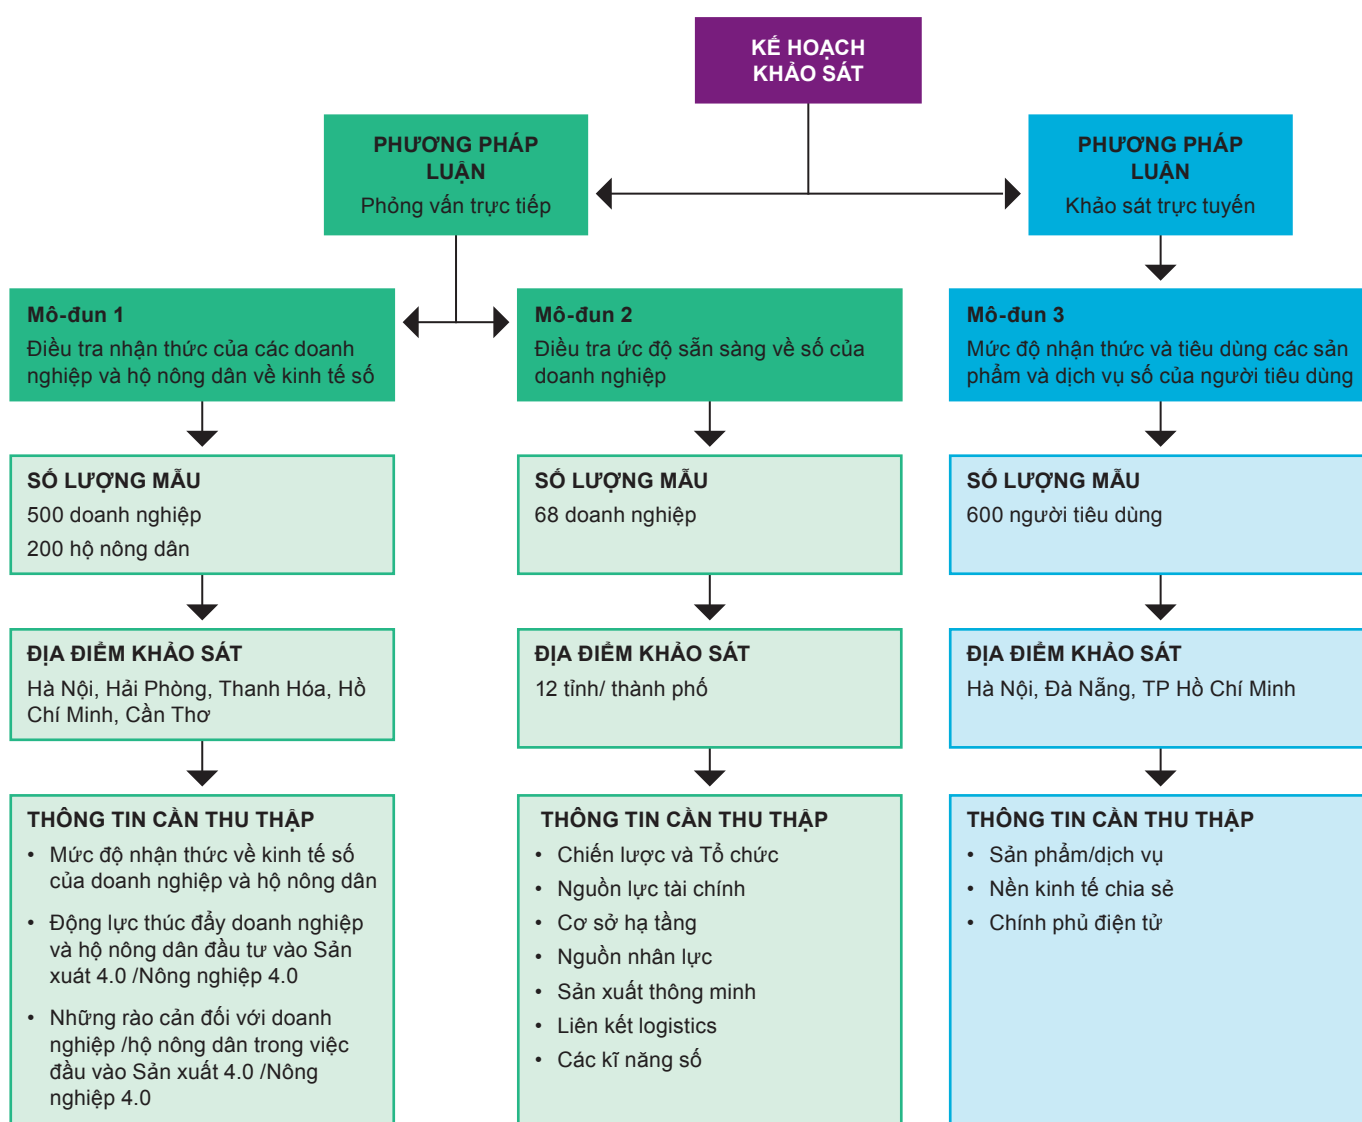 KẾ HOẠCH
KHẢO SÁT
PHƯƠNG PHÁP
LUẬN
Phỏng vấn trực tiếp
PHƯƠNG PHÁP
LUẬN
Khảo sát trực tuyến
Mô-đun 1
Điều tra nhận thức của các doanh
nghiệp và hộ nông dân về kinh tế số
Mô-đun 2
Điều tra ức độ sẵn sàng về số của
doanh nghiệp
Mô-đun 3
Mức độ nhận thức và tiêu dùng các sản
phẩm và dịch vụ số của người tiêu dùng
SỐ LƯỢNG MẪU
500 doanh nghiệp
200 hộ nông dân
SỐ LƯỢNG MẪU
68 doanh nghiệp
SỐ LƯỢNG MẪU
600 người tiêu dùng
ĐỊA ĐIỂM KHẢO SÁT
Hà Nội, Hải Phòng, Thanh Hóa, Hồ
Chí Minh, Cần Thơ
ĐỊA ĐIỂM KHẢO SÁT
12 tỉnh/ thành phố
ĐỊA ĐIỂM KHẢO SÁT
Hà Nội, Đà Nẵng, TP Hồ Chí Minh
THÔNG TIN CẦN THU THẬP
• Mức độ nhận thức về kinh tế số
của doanh nghiệp và hộ nông dân
• Động lực thúc đẩy doanh nghiệp
và hộ nông dân đầu tư vào Sản
xuát 4.0 /Nông nghiệp 4.0
• Những rào cản đối với doanh
nghiệp /hộ nông dân trong việc
đầu vào Sản xuất 4.0 /Nông
nghiệp 4.0
THÔNG TIN CẦN THU THẬP
• Chiến lược và Tổ chức
• Nguồn lực tài chính
• Cơ sở hạ tầng
• Nguồn nhân lực
• Sản xuất thông minh
• Liên kết logistics
• Các kĩ năng số
THÔNG TIN CẦN THU THẬP
• Sản phẩm/dịch vụ
• Nền kinh tế chia sẻ
• Chính phủ điện tử